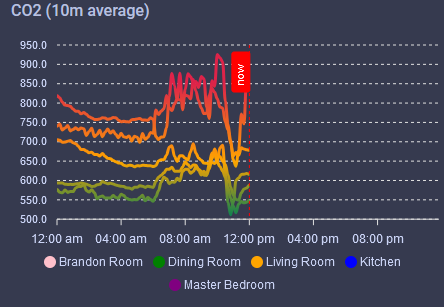 CO2 (10m average)
950.0
900.0
850.0
800.0
750.0
700.0
650.0
600.0
550.0
500.0
now
12:00 am 04:00 am 08:00 am 12:00 pm 04:00 pm 08:00 pm
Brandon Room Dining Room Living Room Kitchen
Master Bedroom